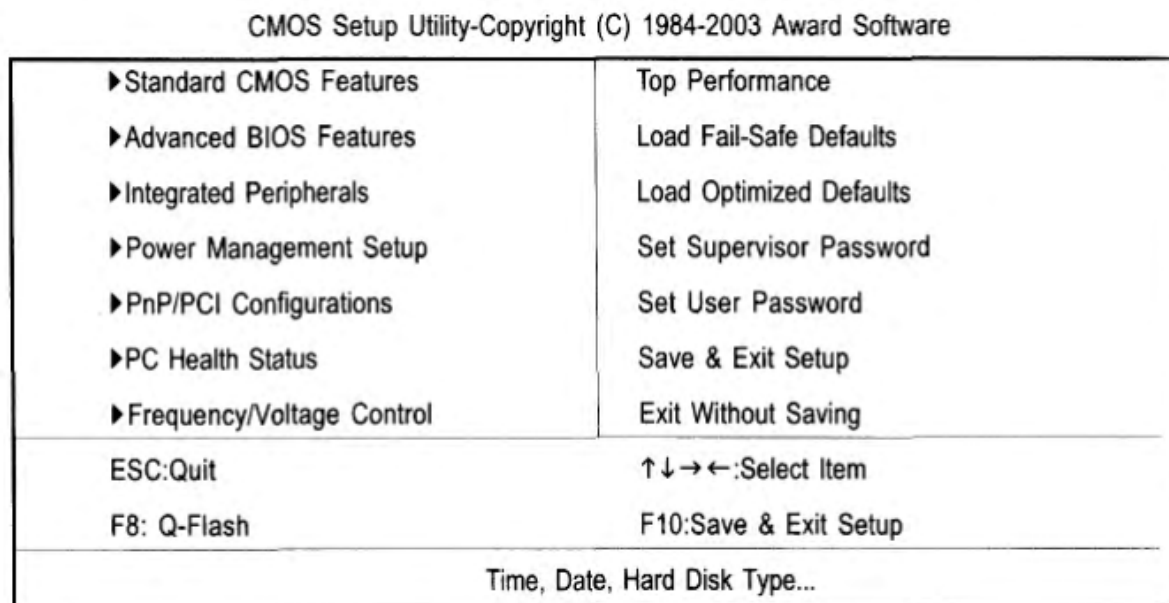 CMOS Setup Utility-Copyright (C) 1984-2003 Award Software
▶Standard CMOS Features Top Performance
▶Advanced BIOS Features Load Fail-Safe Defaults
▶Integrated Peripherals Load Optimized Defaults
▶Power Management Setup Set Supervisor Password
▶PnP/PCI Configurations Set User Password
▶PC Health Status Save & Exit Setup
▶Frequency/Voltage Control Exit Without Saving
ESC:Quit ↑↓→←:Select Item
F8: Q-Flash F10:Save & Exit Setup
Time, Date, Hard Disk Type...